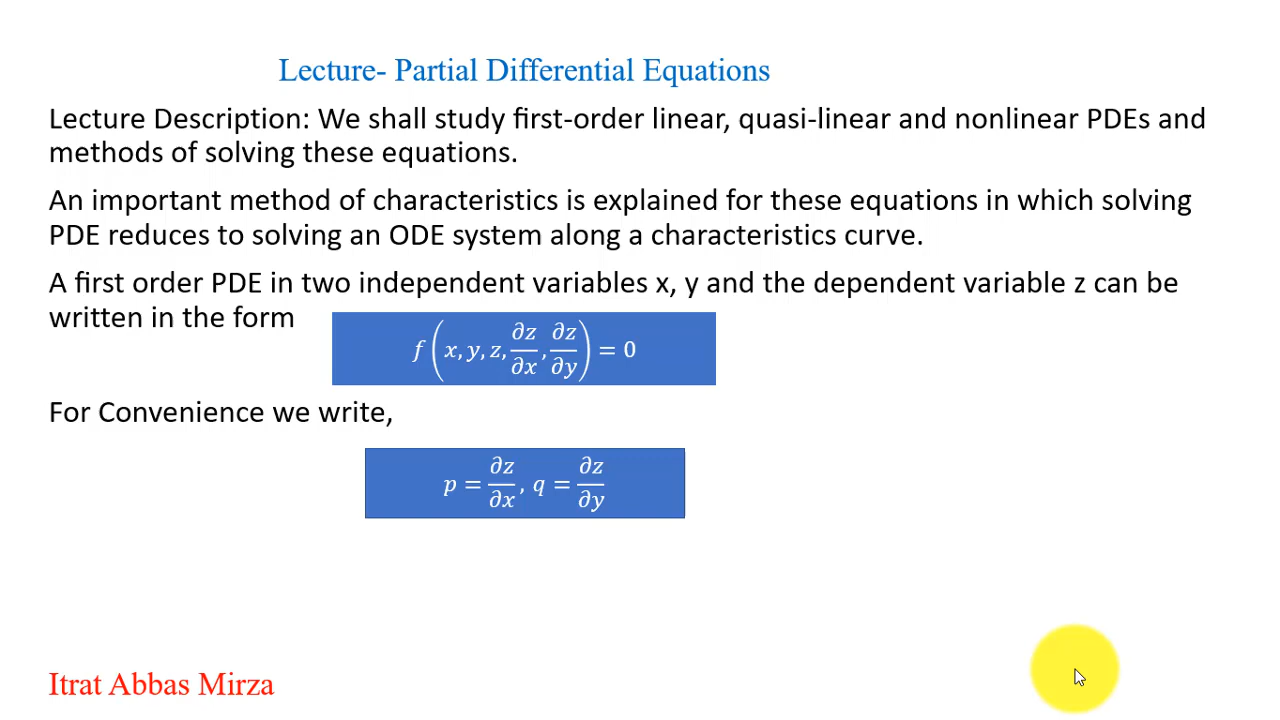 Lecture- Partial Differential Equations
Lecture Description: We shall study first-order linear, quasi-linear and nonlinear PDEs and
methods of solving these equations.
An important method of characteristics is explained for these equations in which solving
PDE reduces to solving an ODE system along a characteristics curve.
A first order PDE in two independent variables x, y and the dependent variable z can be
written in the form
f(x, y, z, ∂z/∂x, ∂z/∂y) = 0
For Convenience we write,
p = ∂z/∂x, q = ∂z/∂y
Itrat Abbas Mirza